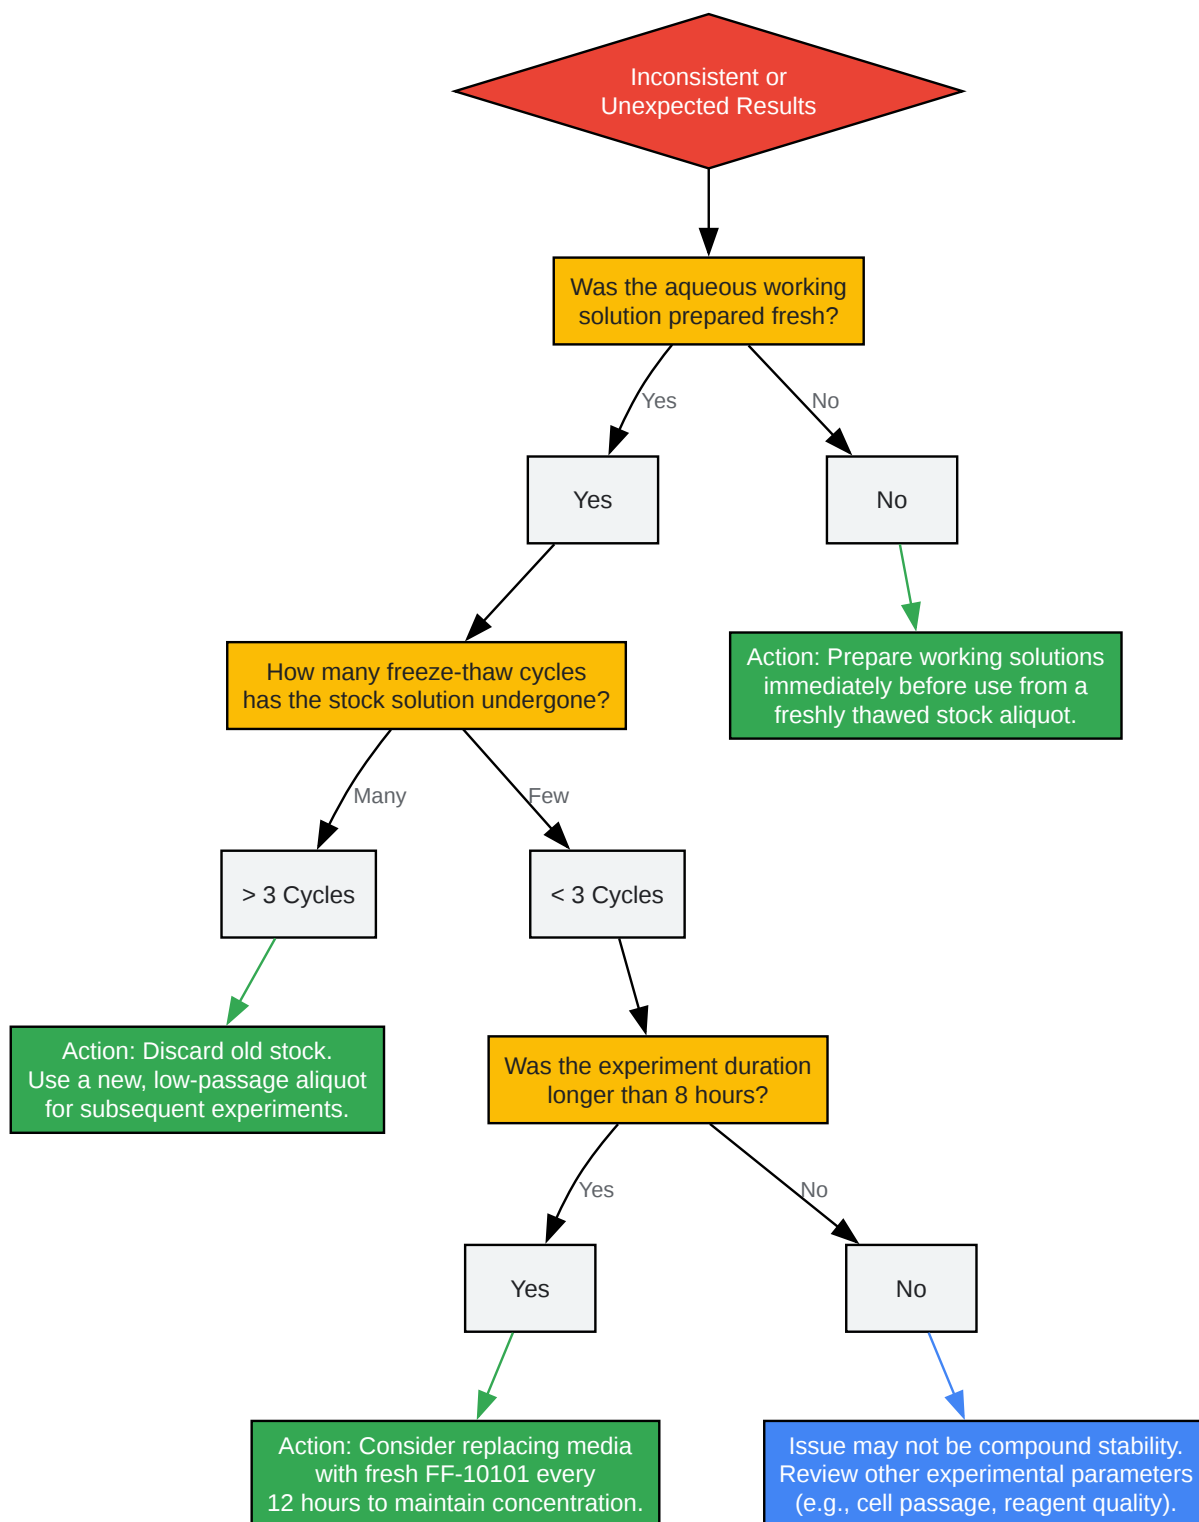 Inconsistent or
Unexpected Results
Was the aqueous working
solution prepared fresh?
Yes
No
Yes
No
How many freeze-thaw cycles
has the stock solution undergone?
Action: Prepare working solutions
immediately before use from a
freshly thawed stock aliquot.
Many
Few
> 3 Cycles
< 3 Cycles
Action: Discard old stock.
Use a new, low-passage aliquot
for subsequent experiments.
Was the experiment duration
longer than 8 hours?
Yes
No
Yes
No
Action: Consider replacing media
with fresh FF-10101 every
12 hours to maintain concentration.
Issue may not be compound stability.
Review other experimental parameters
(e.g., cell passage, reagent quality).